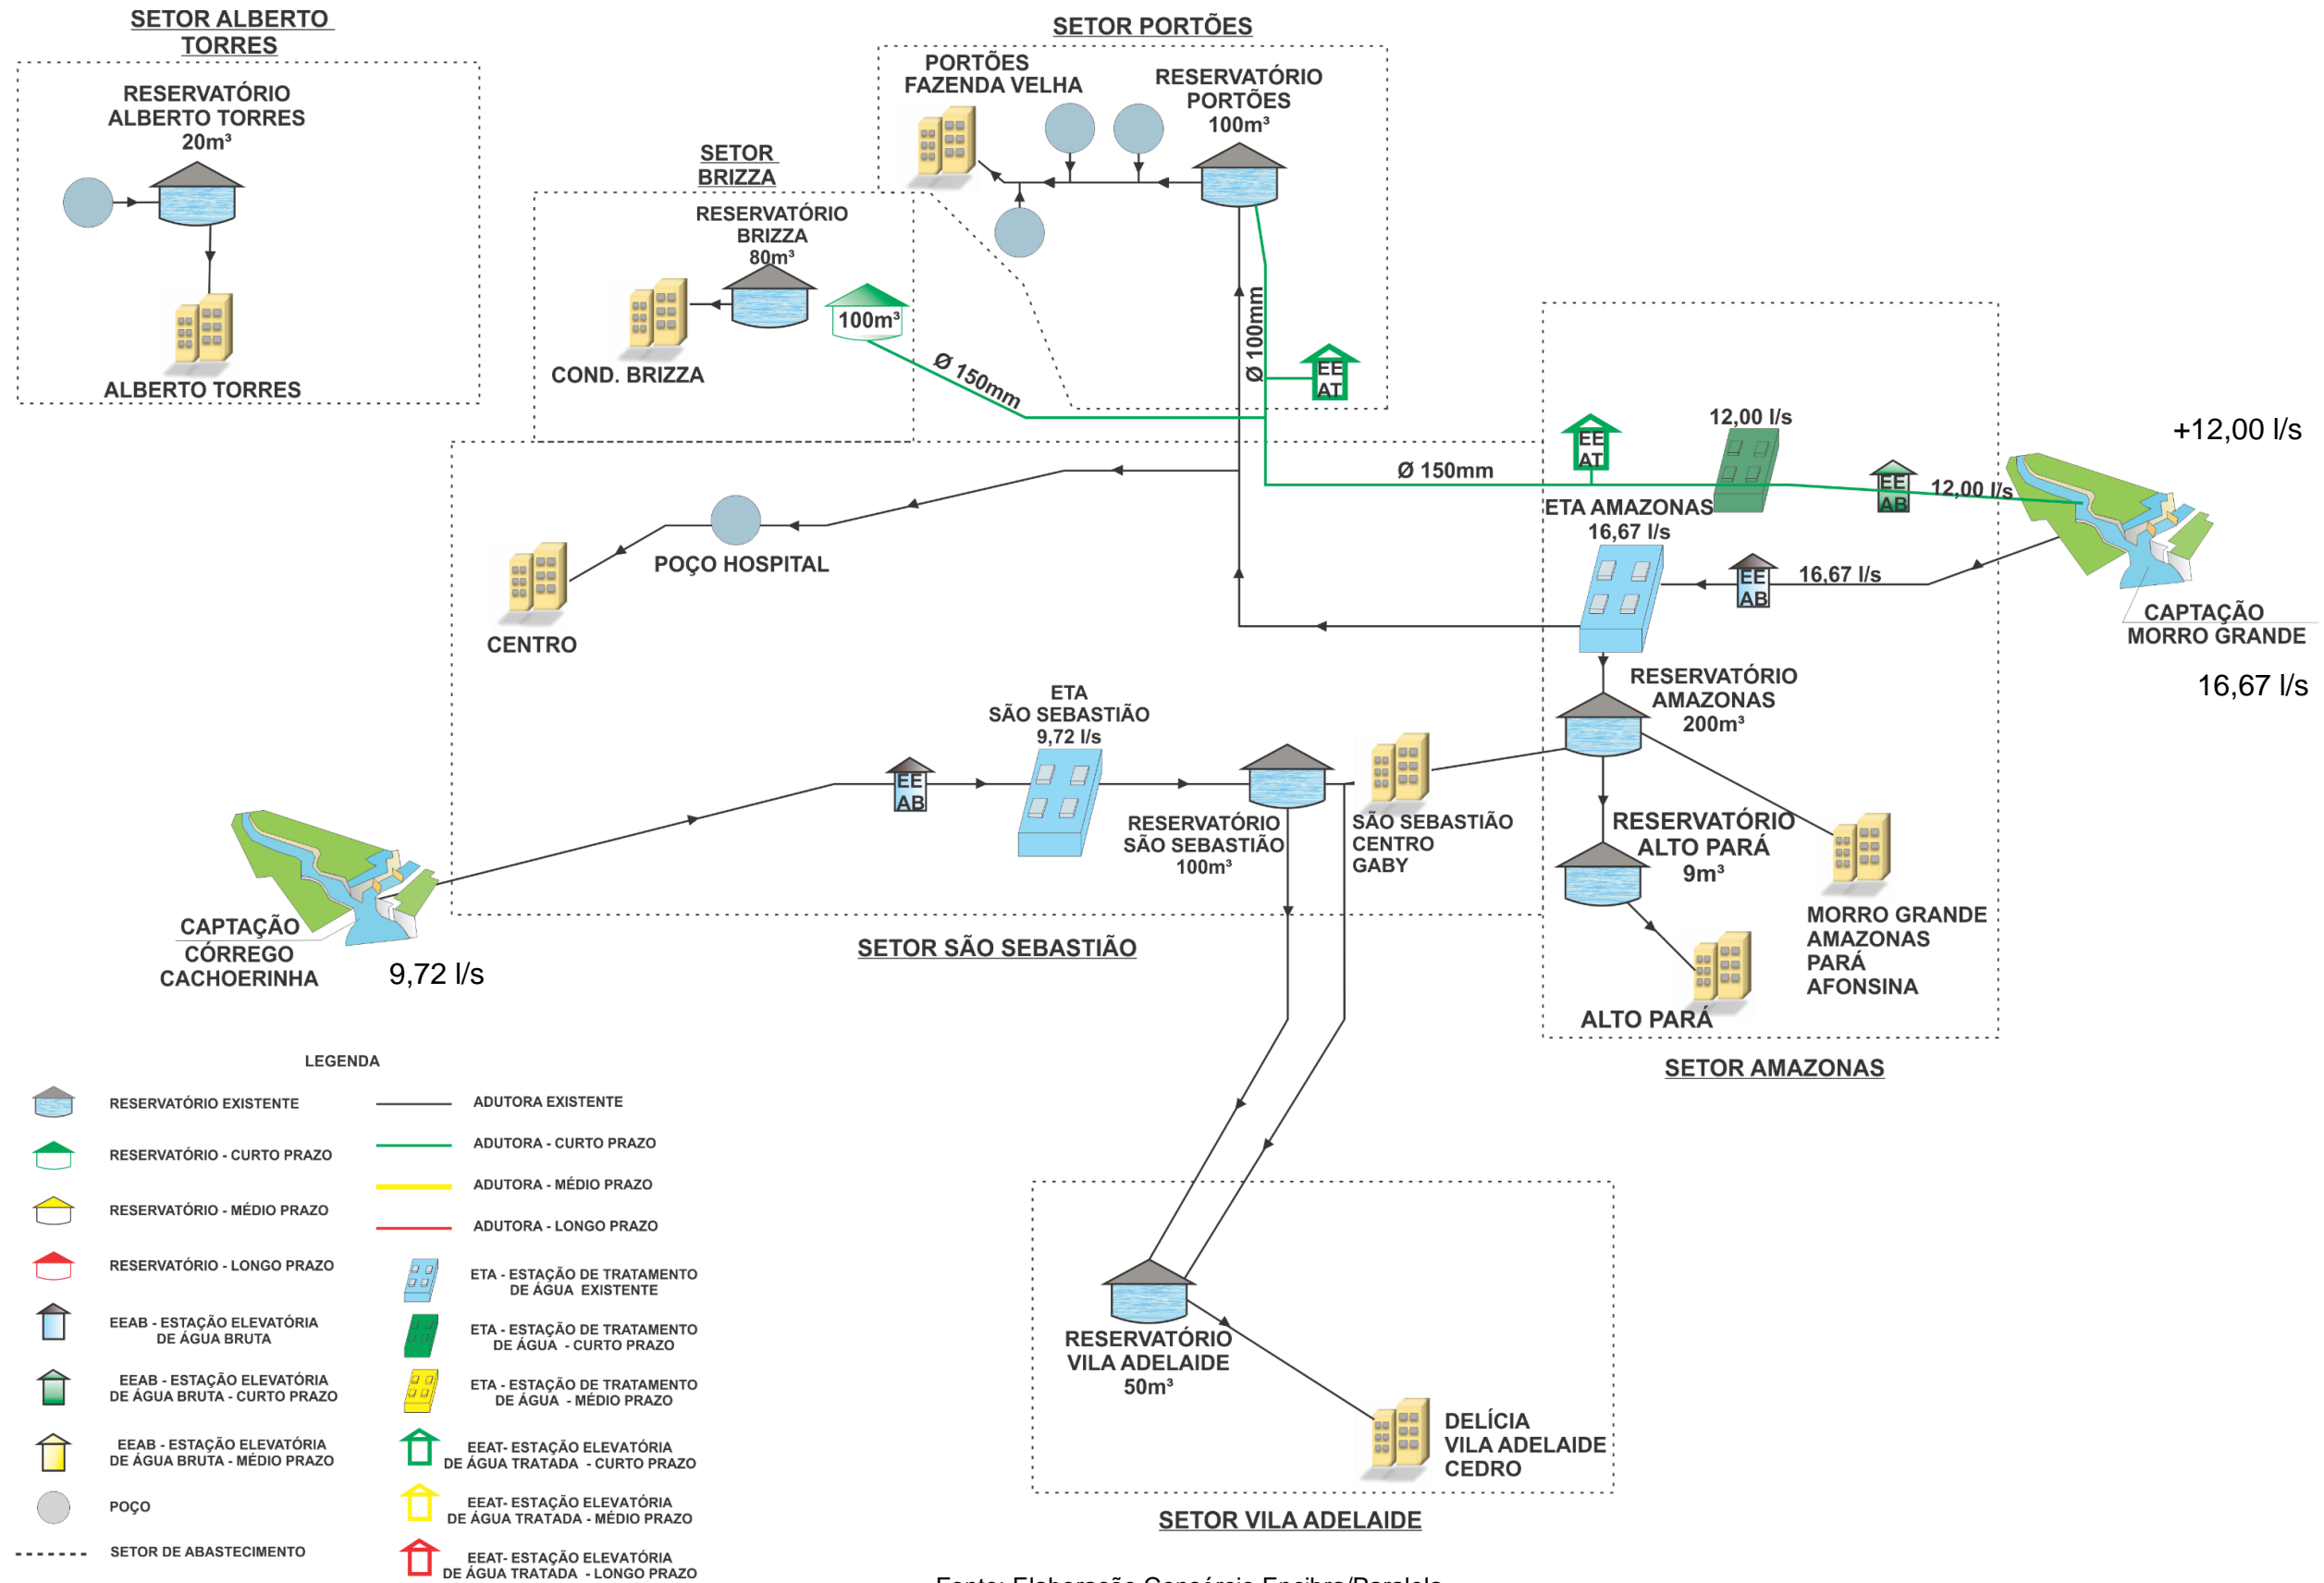 SETOR ALBERTO
TORRES
RESERVATÓRIO
ALBERTO TORRES
20m³
ALBERTO TORRES
SETOR
BRIZZA
RESERVATÓRIO
BRIZZA
80m³
100m³
COND. BRIZZA
Ø 150mm
SETOR PORTÕES
PORTÕES
FAZENDA VELHA
RESERVATÓRIO
PORTÕES
100m³
Ø 100mm
EE
AT
Ø 150mm
EE
AT
12,00 l/s
EE
AB
12,00 l/s
+12,00 l/s
ETA AMAZONAS
16,67 l/s
EE
AB
16,67 l/s
CAPTAÇÃO
MORRO GRANDE
16,67 l/s
POÇO HOSPITAL
CENTRO
RESERVATÓRIO
AMAZONAS
200m³
ETA
SÃO SEBASTIÃO
9,72 l/s
EE
AB
RESERVATÓRIO
SÃO SEBASTIÃO
100m³
SÃO SEBASTIÃO
CENTRO
GABY
RESERVATÓRIO
ALTO PARÁ
9m³
MORRO GRANDE
AMAZONAS
PARÁ
AFONSINA
ALTO PARÁ
CAPTAÇÃO
CÓRREGO
CACHOERINHA
9,72 l/s
SETOR SÃO SEBASTIÃO
SETOR AMAZONAS
RESERVATÓRIO
VILA ADELAIDE
50m³
DELÍCIA
VILA ADELAIDE
CEDRO
SETOR VILA ADELAIDE
LEGENDA
RESERVATÓRIO EXISTENTE
RESERVATÓRIO - CURTO PRAZO
RESERVATÓRIO - MÉDIO PRAZO
RESERVATÓRIO - LONGO PRAZO
EEAB - ESTAÇÃO ELEVATÓRIA
DE ÁGUA BRUTA
EEAB - ESTAÇÃO ELEVATÓRIA
DE ÁGUA BRUTA - CURTO PRAZO
EEAB - ESTAÇÃO ELEVATÓRIA
DE ÁGUA BRUTA - MÉDIO PRAZO
POÇO
SETOR DE ABASTECIMENTO
ADUTORA EXISTENTE
ADUTORA - CURTO PRAZO
ADUTORA - MÉDIO PRAZO
ADUTORA - LONGO PRAZO
ETA - ESTAÇÃO DE TRATAMENTO
DE ÁGUA EXISTENTE
ETA - ESTAÇÃO DE TRATAMENTO
DE ÁGUA - CURTO PRAZO
ETA - ESTAÇÃO DE TRATAMENTO
DE ÁGUA - MÉDIO PRAZO
EEAT- ESTAÇÃO ELEVATÓRIA
DE ÁGUA TRATADA - CURTO PRAZO
EEAT- ESTAÇÃO ELEVATÓRIA
DE ÁGUA TRATADA - MÉDIO PRAZO
EEAT- ESTAÇÃO ELEVATÓRIA
DE ÁGUA TRATADA - LONGO PRAZO
Fonte: Elaboração Consórcio Encibra/Paralela